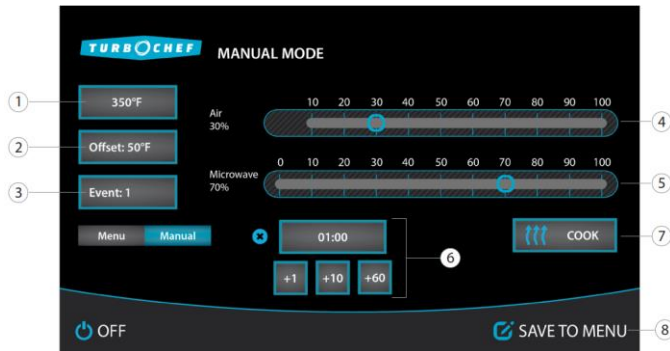 TURBOCHEF
MANUAL MODE
1
350°F
2
Offset: 50°F
3
Event: 1
Menu Manual
Air
30%
10 20 30 40 50 60 70 80 90 100
4
Microwave
70%
0 10 20 30 40 50 60 70 80 90 100
5
01:00
+1 +10 +60
6
COOK
7
OFF
SAVE TO MENU
8